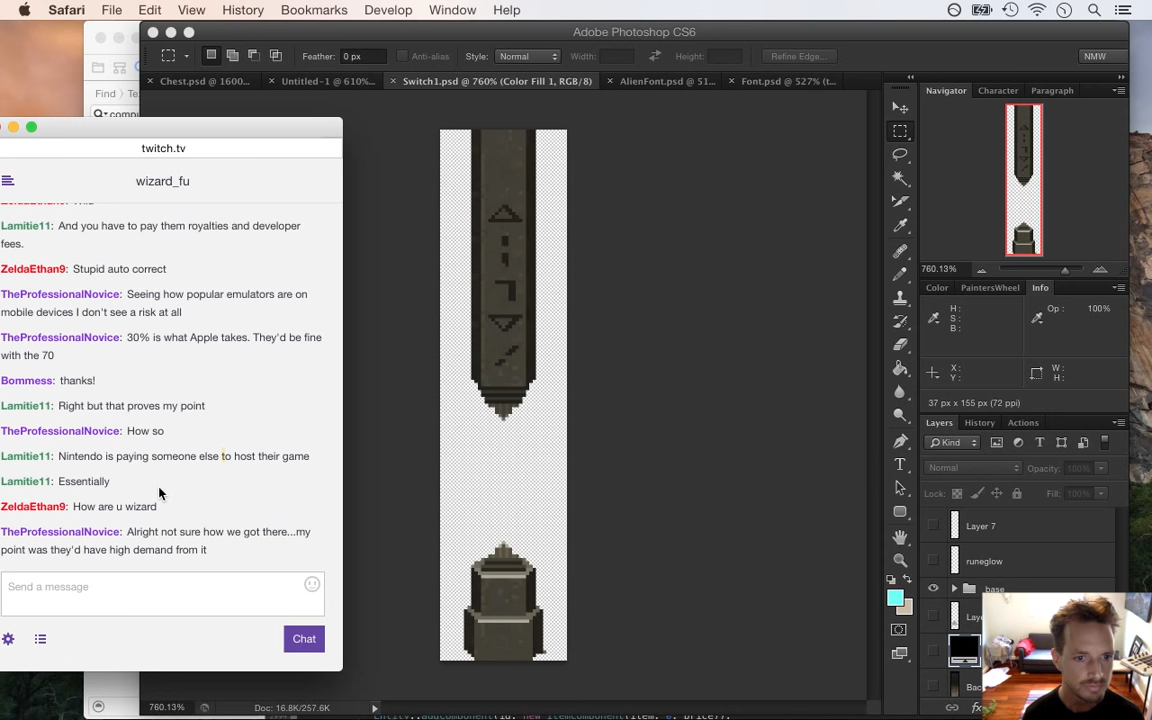 Safari File Edit View History Bookmarks Develop Window Help
Adobe Photoshop CS6
Feather: 0 px Anti-alias Style: Normal Width: Height: Refine Edge... NMW
Chest.psd @ 1600... Untitled-1 @ 610%... Switch1.psd @ 760% (Color Fill 1, RGB/8) AlienFont.psd @ 51... Font.psd @ 527% (t...
Navigator Character Paragraph
Find
twitch.tv
wizard_fu
Lamitie11: And you have to pay them royalties and developer
fees.
ZeldaEthan9: Stupid auto correct
TheProfessionalNovice: Seeing how popular emulators are on
mobile devices I don't see a risk at all
TheProfessionalNovice: 30% is what Apple takes. They'd be fine
with the 70
Bommess: thanks!
Lamitie11: Right but that proves my point
TheProfessionalNovice: How so
Lamitie11: Nintendo is paying someone else to host their game
Lamitie11: Essentially
ZeldaEthan9: How are u wizard
TheProfessionalNovice: Alright not sure how we got there...my
point was they'd have high demand from it
Send a message
Chat
760.13%
Color PaintersWheel Info
H: Op: 100%
S:
B:
X: W:
Y: H:
37 px x 155 px (72 ppi)
Layers History Actions
Kind
Normal Opacity: 100%
Lock: Fill: 100%
Layer 7
runeglow
base
760.13% Doc: 16.8K/257.6K